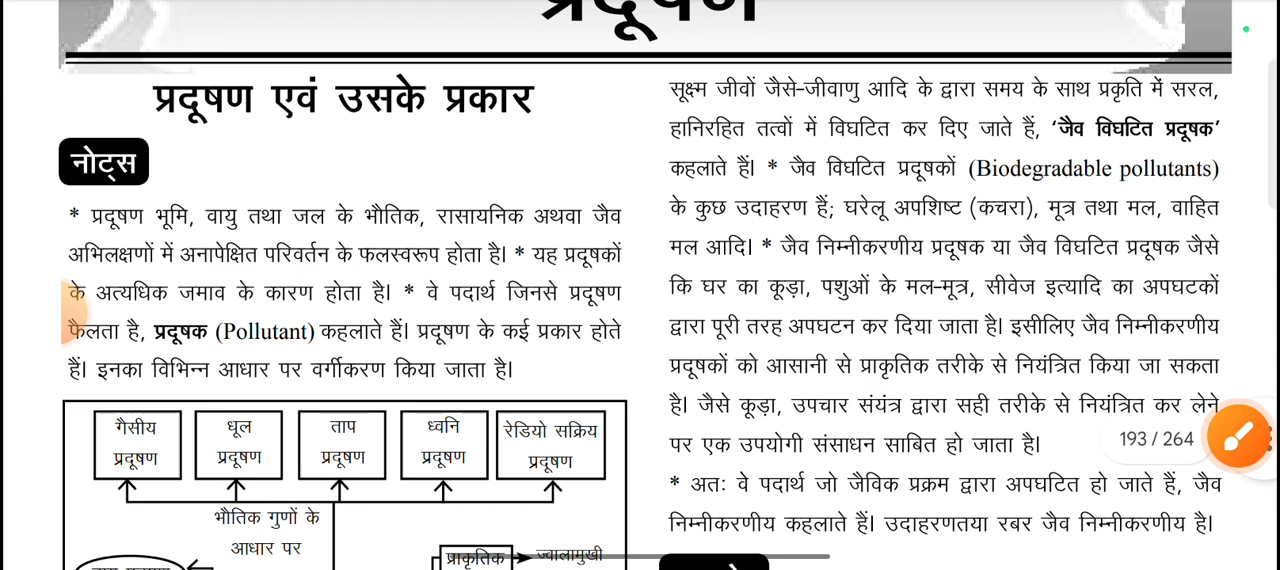 प्रदूषण
प्रदूषण एवं उसके प्रकार
नोट्स
* प्रदूषण भूमि, वायु तथा जल के भौतिक, रासायनिक अथवा जैव
अभिलक्षणों में अनापेक्षित परिवर्तन के फलस्वरूप होता है। * यह प्रदूषकों
के अत्यधिक जमाव के कारण होता है। * वे पदार्थ जिनसे प्रदूषण
फैलता है, प्रदूषक (Pollutant) कहलाते हैं। प्रदूषण के कई प्रकार होते
हैं। इनका विभिन्न आधार पर वर्गीकरण किया जाता है।
गैसीय
प्रदूषण
धूल
प्रदूषण
ताप
प्रदूषण
ध्वनि
प्रदूषण
रेडियो सक्रिय
प्रदूषण
भौतिक गुणों के
आधार पर
प्राकृतिक
ज्वालामुखी
सूक्ष्म जीवों जैसे-जीवाणु आदि के द्वारा समय के साथ प्रकृति में सरल,
हानिरहित तत्वों में विघटित कर दिए जाते हैं, ‘जैव विघटित प्रदूषक’
कहलाते हैं। * जैव विघटित प्रदूषकों (Biodegradable pollutants)
के कुछ उदाहरण हैं; घरेलू अपशिष्ट (कचरा), मूत्र तथा मल, वाहित
मल आदि। * जैव निम्नीकरणीय प्रदूषक या जैव विघटित प्रदूषक जैसे
कि घर का कूड़ा, पशुओं के मल-मूत्र, सीवेज इत्यादि का अपघटकों
द्वारा पूरी तरह अपघटन कर दिया जाता है। इसीलिए जैव निम्नीकरणीय
प्रदूषकों को आसानी से प्राकृतिक तरीके से नियंत्रित किया जा सकता
है। जैसे कूड़ा, उपचार संयंत्र द्वारा सही तरीके से नियंत्रित कर लेने
पर एक उपयोगी संसाधन साबित हो जाता है।
* अतः वे पदार्थ जो जैविक प्रक्रम द्वारा अपघटित हो जाते हैं, जैव
निम्नीकरणीय कहलाते हैं। उदाहरणतया रबर जैव निम्नीकरणीय है।
193 / 264